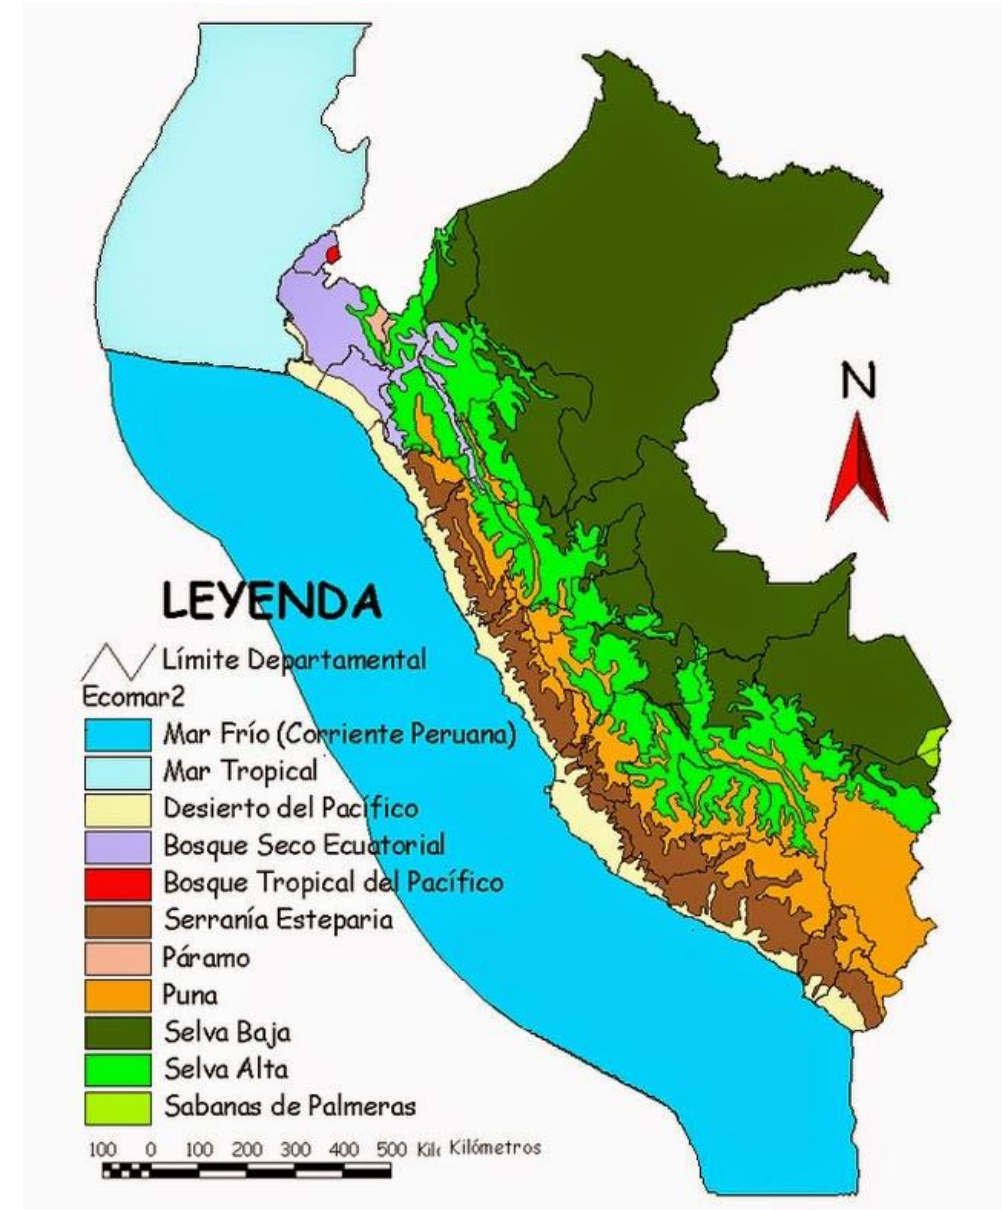 N
LEYENDA
Límite Departamental
Ecomar2
Mar Frío (Corriente Peruana)
Mar Tropical
Desierto del Pacífico
Bosque Seco Ecuatorial
Bosque Tropical del Pacífico
Serranía Esteparia
Páramo
Puna
Selva Baja
Selva Alta
Sabanas de Palmeras
100 0 100 200 300 400 500 Kilómetros